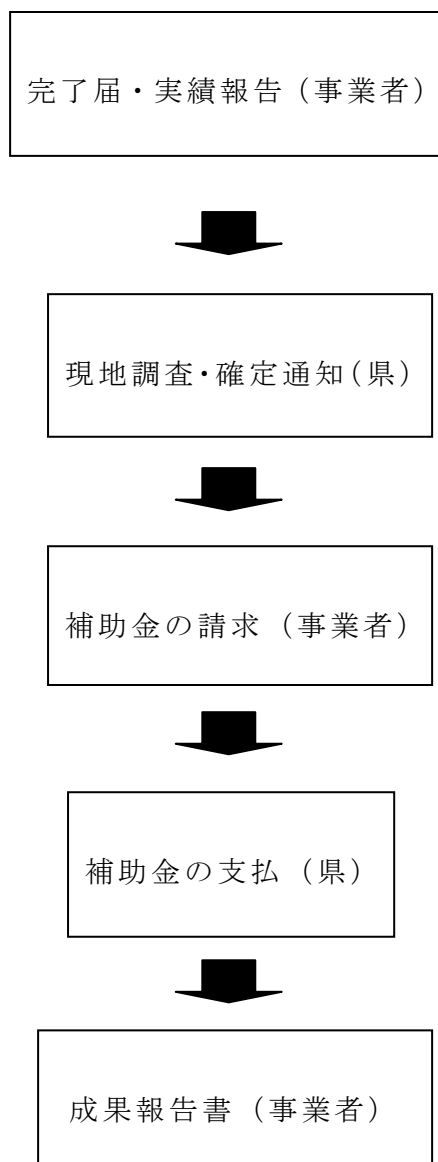 完了届・実績報告（事業者）
現地調査・確定通知（県）
補助金の請求（事業者）
補助金の支払（県）
成果報告書（事業者）